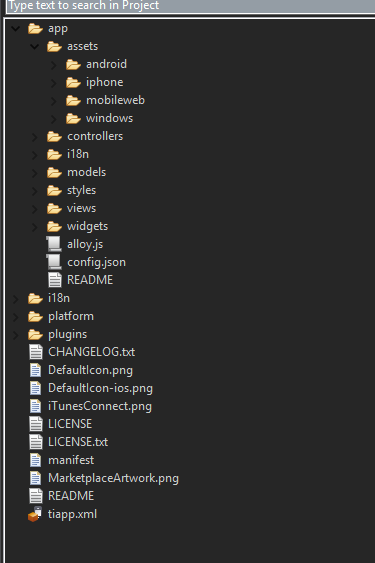 Type text to search in Project
app
assets
android
iphone
mobileweb
windows
controllers
i18n
models
styles
views
widgets
alloy.js
config.json
README
i18n
platform
plugins
CHANGELOG.txt
DefaultIcon.png
DefaultIcon-ios.png
iTunesConnect.png
LICENSE
LICENSE.txt
manifest
MarketplaceArtwork.png
README
tiapp.xml